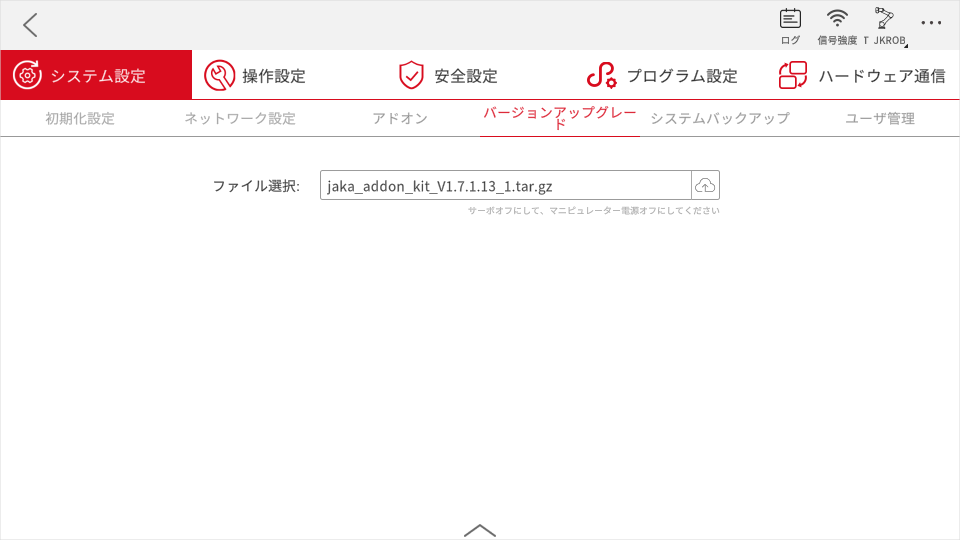 ログ
信号強度
T JKROB
システム設定
操作設定
安全設定
プログラム設定
ハードウェア通信
初期化設定
ネットワーク設定
アドオン
バージョンアップグレー
ド
システムバックアップ
ユーザ管理
ファイル選択:
jaka_addon_kit_V1.7.1.13_1.tar.gz
サーボオフにして、マニピュレーター電源オフにしてください